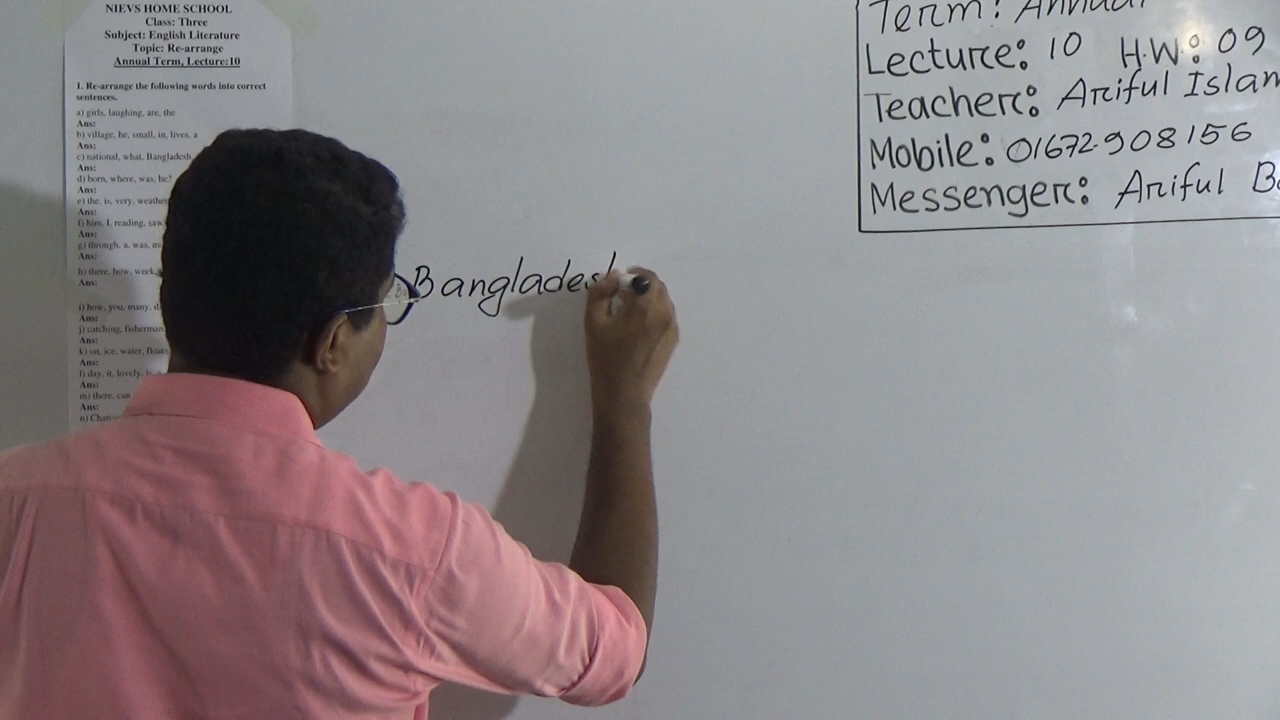 NIEVS HOME SCHOOL
Class: Three
Subject: English Literature
Topic: Re-arrange
Annual Term, Lecture:10
1. Re-arrange the following words into correct
sentences.
a) girls, laughing, are, the
Ans:
b) village, he, small, in, lives, a
Ans:
c) national, what, Bangladesh,
Ans:
d) born, where, was, he?
Ans:
e) the, is, very, weather
Ans:
f) him, I, reading, saw
Ans:
g) through, a, was,
Ans:
h) there, how, week,
Ans:
i) how, you, many,
Ans:
j) catching, fisherman,
Ans:
k) on, ice, water, floats
Ans:
l) day, it, lovely,
Ans:
m) there, can
Ans:
n)
Bangladesh
Term: Annual
Lecture: 10 H.W: 09
Teacher: Ariful Islam
Mobile: 01672-908156
Messenger: Ariful